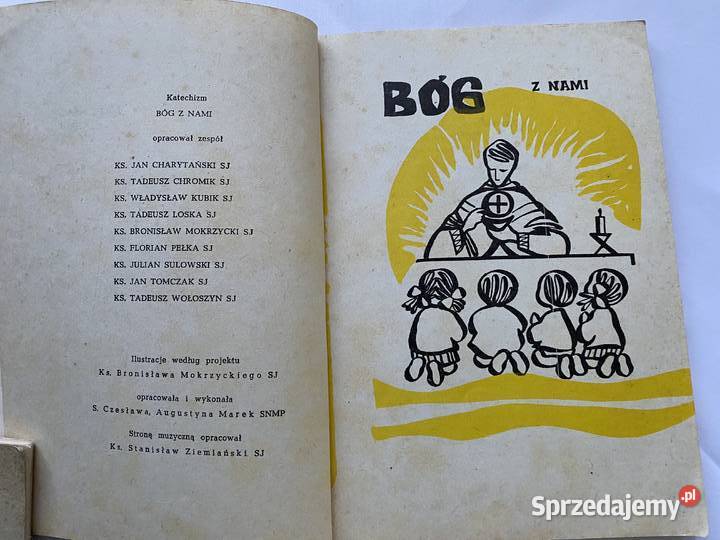 Katechizm
BÓG Z NAMI
opracował zespół
KS. JAN CHARYTAŃSKI SJ
KS. TADEUSZ CHROMIK SJ
KS. WŁADYSŁAW KUBIK SJ
KS. TADEUSZ LOSKA SJ
KS. BRONISŁAW MOKRZYCKI SJ
KS. FLORIAN PEŁKA SJ
KS. JULIAN SULOWSKI SJ
KS. JAN TOMCZAK SJ
KS. TADEUSZ WOŁOSZYN SJ
Ilustracje według projektu
Ks. Bronisława Mokrzyckiego SJ
opracowała i wykonała
S. Czesława, Augustyna Marek SNMP
Stronę muzyczną opracował
Ks. Stanisław Ziemiański SJ
BÓG Z NAMI
Sprzedajemy.pl